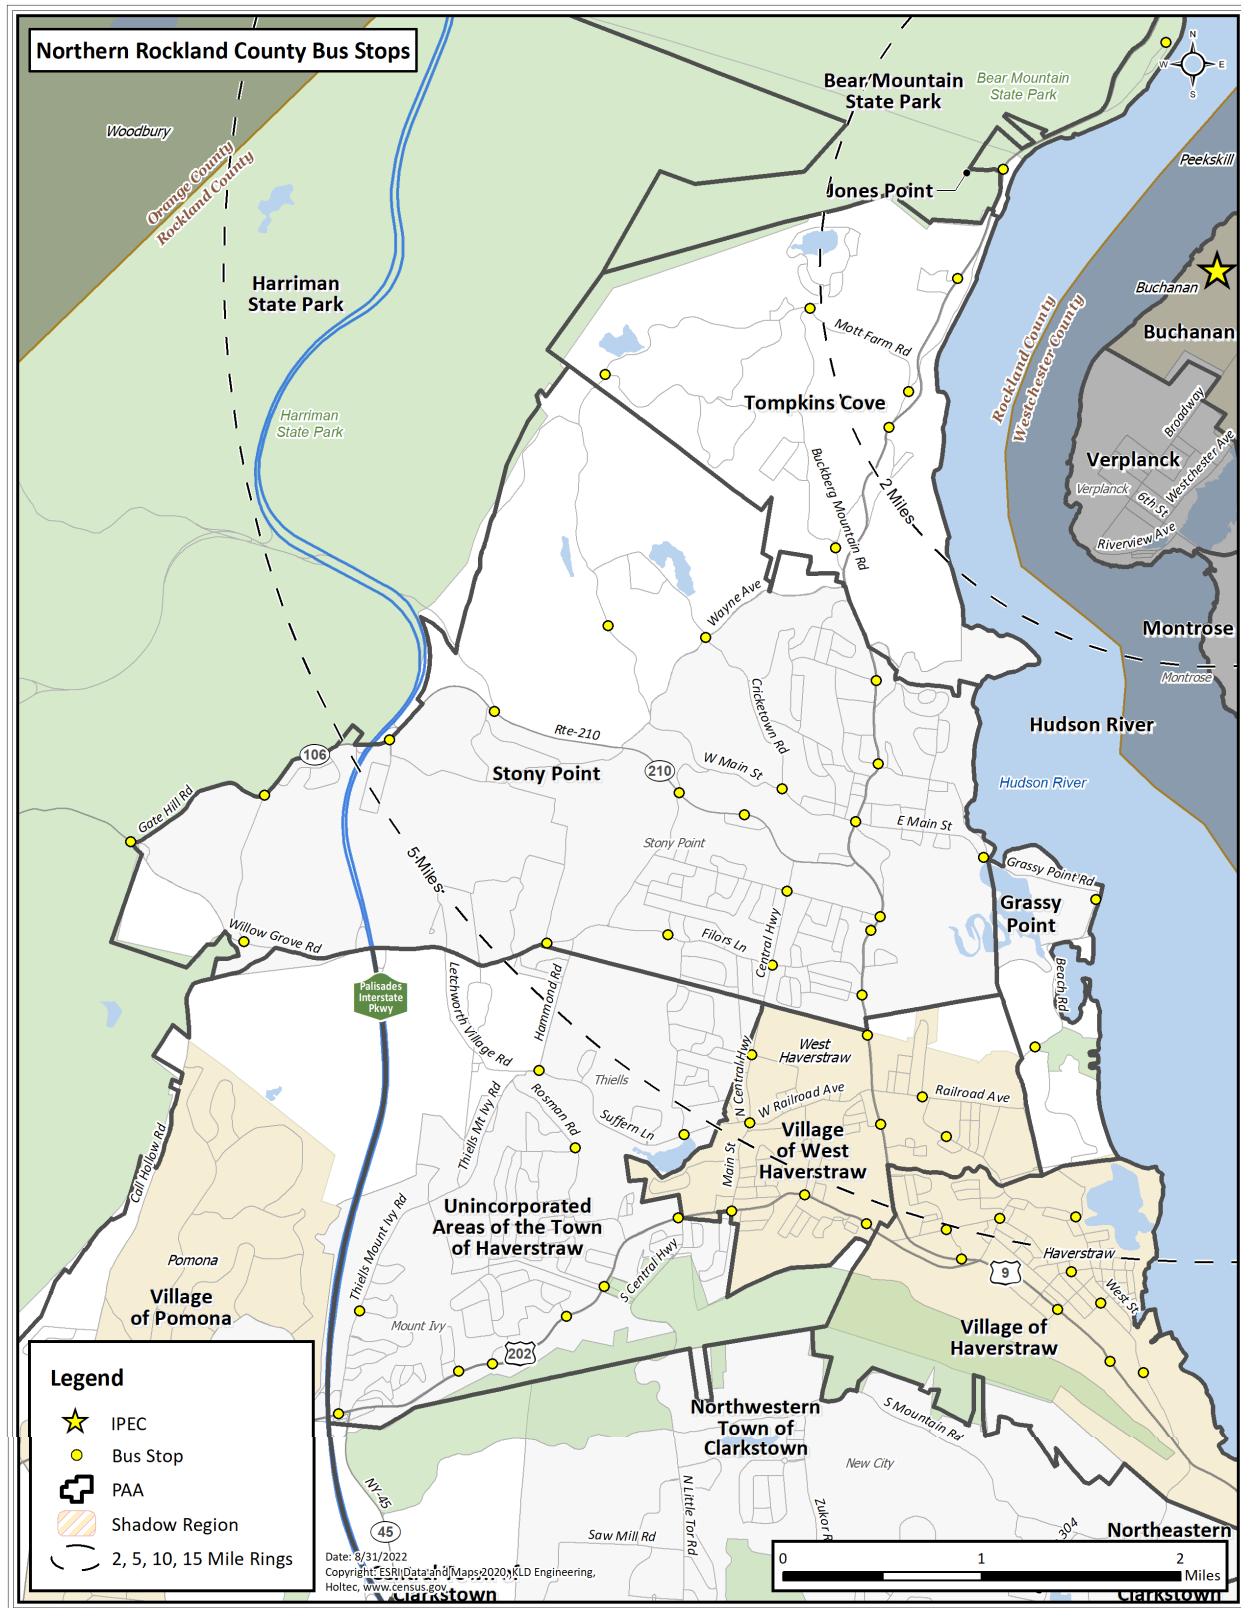 Northern Rockland County Bus Stops
Bear Mountain
State Park
Bear Mountain
State Park
N
W
E
S
Woodbury
Orange County
Rockland County
Peekskill
Jones Point
Harriman
State Park
Buchanan
Buchanan
Mott Farm Rd
Rockland County
Westchester County
Harriman
State Park
Tompkins Cove
Broadway
Verplanck
Verplanck
Westchester Ave
6th St
Riverview Ave
Buckberg Mountain Rd
2 Miles
Wayne Ave
Montrose
Montrose
Cricketown Rd
Hudson River
Hudson River
Rte-210
106
Stony Point
210
W Main St
Gate Hill Rd
E Main St
Stony Point
5 Miles
Grassy Point Rd
Grassy
Point
Willow Grove Rd
Filors Ln
Central Hwy
Beach Rd
Palisades
Interstate
Pkwy
Letchworth Village Rd
Hammond Rd
West
Haverstraw
N Central Hwy
Thiells
W Railroad Ave
Railroad Ave
Rosman Rd
Suffern Ln
Thiells Mt Ivy Rd
Village
of West
Haverstraw
Call Hollow Rd
Main St
Unincorporated
Areas of the Town
of Haverstraw
Thiells Mount Ivy Rd
S Central Hwy
Pomona
Haverstraw
9
Village
of Pomona
West St
Mount Ivy
202
Village of
Haverstraw
Legend
IPEC
Bus Stop
PAA
Shadow Region
2, 5, 10, 15 Mile Rings
Northwestern
Town of
Clarkstown
S Mountain Rd
New City
NY-45
45
N Little Tor Rd
Zukor R
Saw Mill Rd
304
Northeastern
Clarkstown
Date: 8/31/2022
Copyright: ESRI Data and Maps 2020, KLD Engineering,
Holtec, www.census.gov
Central Town of
Clarkstown
0
1
2
Miles